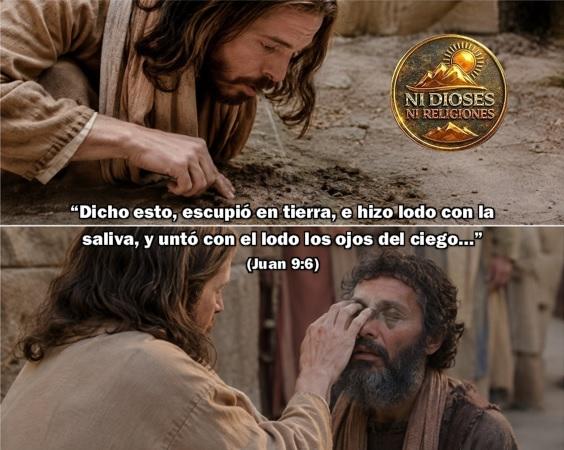 NI DIOSES
NI RELIGIONES
“Dicho esto, escupió en tierra, e hizo lodo con la
saliva, y untó con el lodo los ojos del ciego...”
(Juan 9:6)